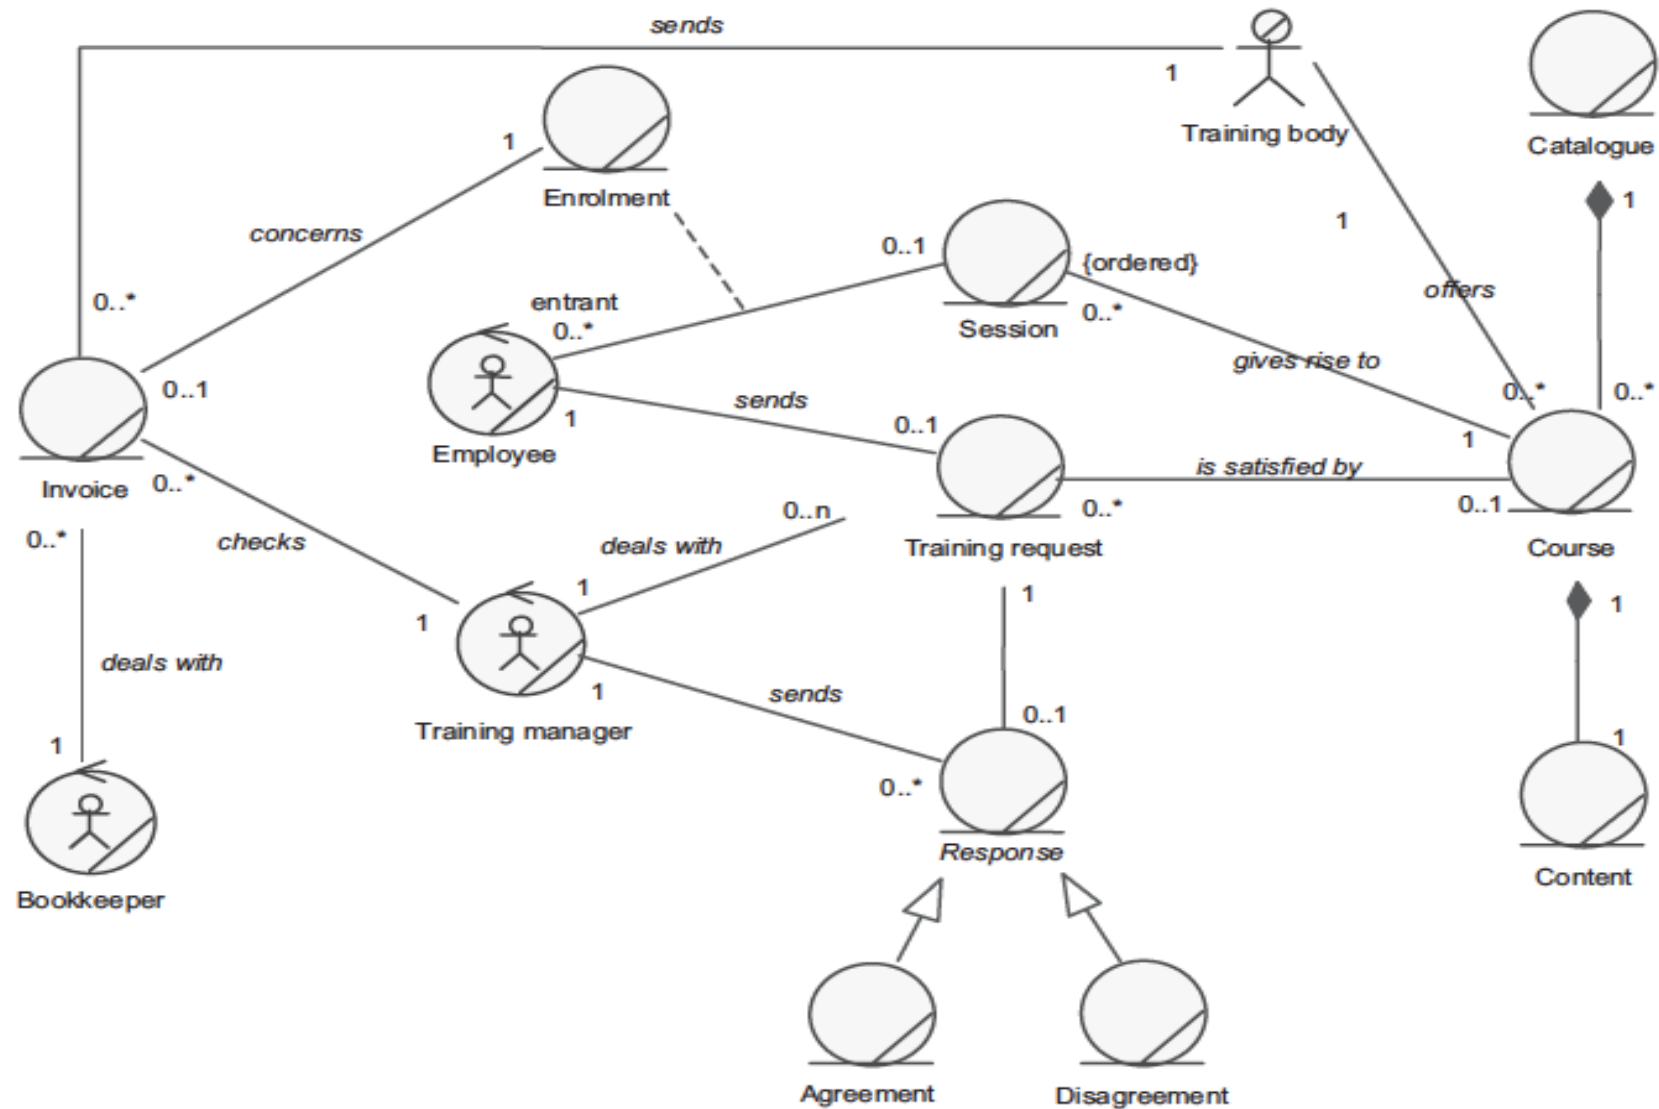 sends
1
Training body
Catalogue
1
Enrolment
1
1
concerns
0..1
{ordered}
offers
0..*
entrant
0..*
Session
0..*
gives rise to
0..1
sends
0..*
0..*
1
0..1
1
Employee
is satisfied by
Invoice
0..*
0..n
0..*
0..1
0..*
checks
deals with
Training request
Course
1
1
1
1
deals with
1
sends
0..1
Training manager
1
1
0..*
Response
Bookkeeper
Content
Agreement
Disagreement